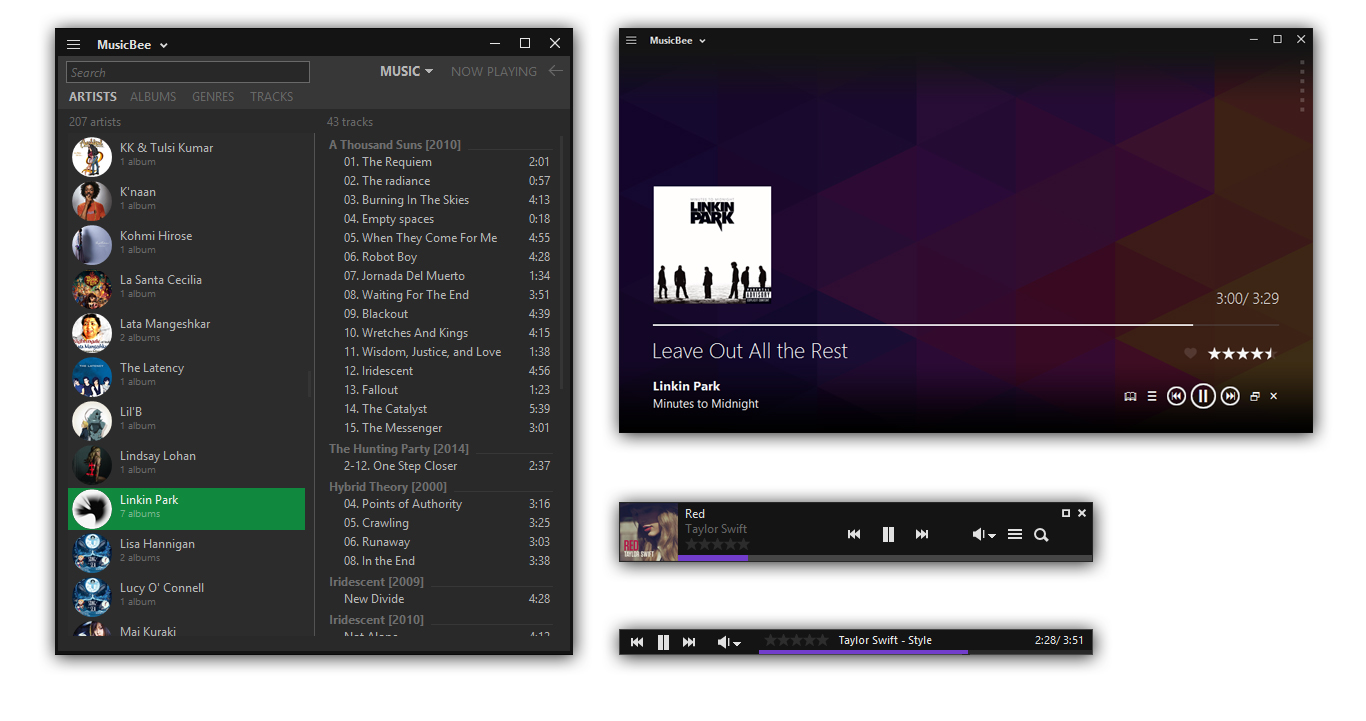 MusicBee
Search
MUSIC NOW PLAYING
ARTISTS ALBUMS GENRES TRACKS
207 artists
KK & Tulsi Kumar
1 album
K'naan
1 album
Kohmi Hirose
1 album
La Santa Cecilia
1 album
Lata Mangeshkar
2 albums
The Latency
1 album
Lil'B
1 album
Lindsay Lohan
1 album
Linkin Park
7 albums
Lisa Hannigan
2 albums
Lucy O' Connell
1 album
Mai Kuraki
43 tracks
A Thousand Suns [2010]
01. The Requiem 2:01
02. The radiance 0:57
03. Burning In The Skies 4:13
04. Empty spaces 0:18
05. When They Come For Me 4:55
06. Robot Boy 4:28
07. Jornada Del Muerto 1:34
08. Waiting For The End 3:51
09. Blackout 4:39
10. Wretches And Kings 4:15
11. Wisdom, Justice, and Love 1:38
12. Iridescent 4:56
13. Fallout 1:23
14. The Catalyst 5:39
15. The Messenger 3:01
The Hunting Party [2014]
2-12. One Step Closer 2:37
Hybrid Theory [2000]
04. Points of Authority 3:16
05. Crawling 3:25
06. Runaway 3:03
08. In the End 3:38
Iridescent [2009]
New Divide 4:28
Iridescent [2010]
Not Alone 4:12
MusicBee
LINKIN
PARK
3:00/ 3:29
Leave Out All the Rest
Linkin Park
Minutes to Midnight
Red
Taylor Swift
RED
TAYLOR SWIFT
Taylor Swift - Style 2:28/ 3:51